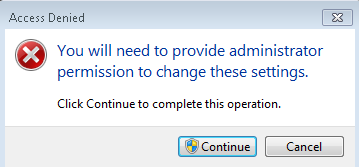 Access Denied
You will need to provide administrator
permission to change these settings.
Click Continue to complete this operation.
Continue Cancel